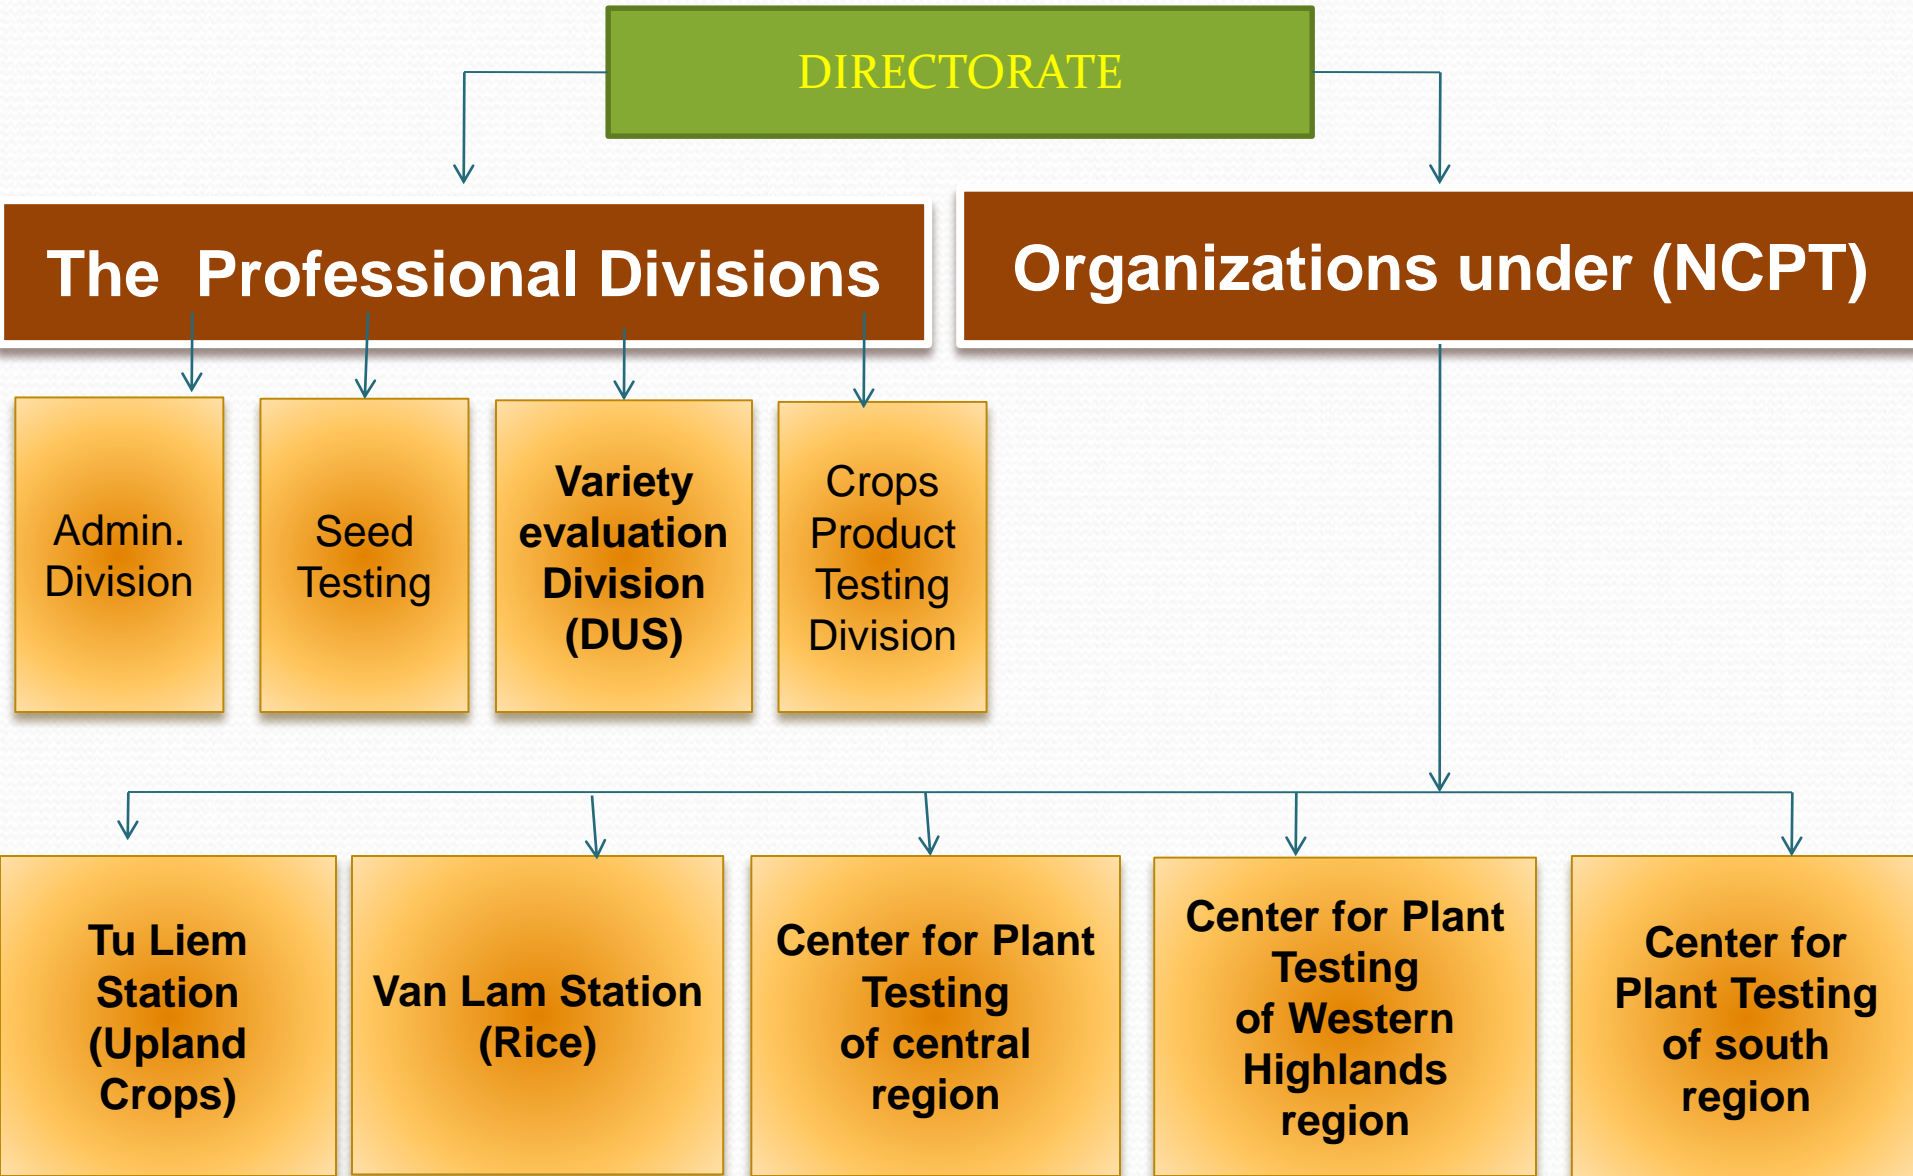 DIRECTORATE
The Professional Divisions
Organizations under (NCPT)
Admin.
Division
Seed
Testing
Variety
evaluation
Division
(DUS)
Crops
Product
Testing
Division
Tu Liem
Station
(Upland
Crops)
Van Lam Station
(Rice)
Center for Plant
Testing
of central
region
Center for Plant
Testing
of Western
Highlands
region
Center for
Plant Testing
of south
region